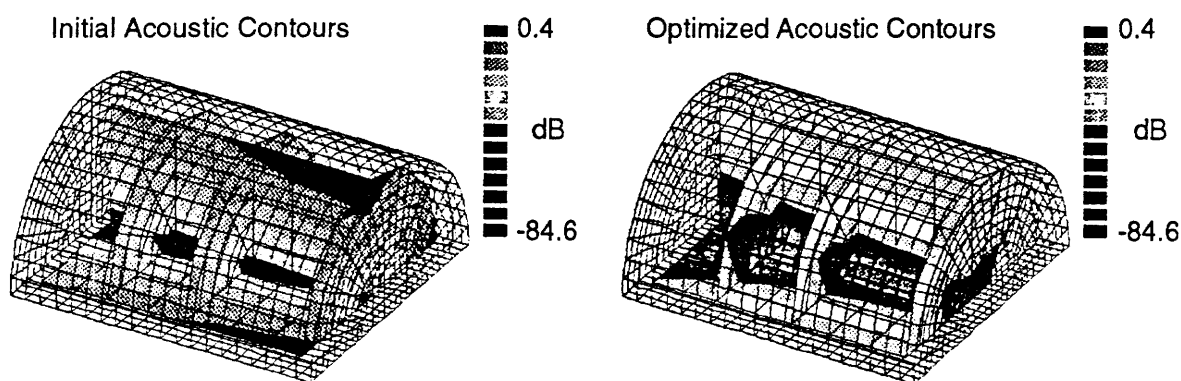 Initial Acoustic Contours
0.4
dB
-84.6
Optimized Acoustic Contours
0.4
dB
-84.6